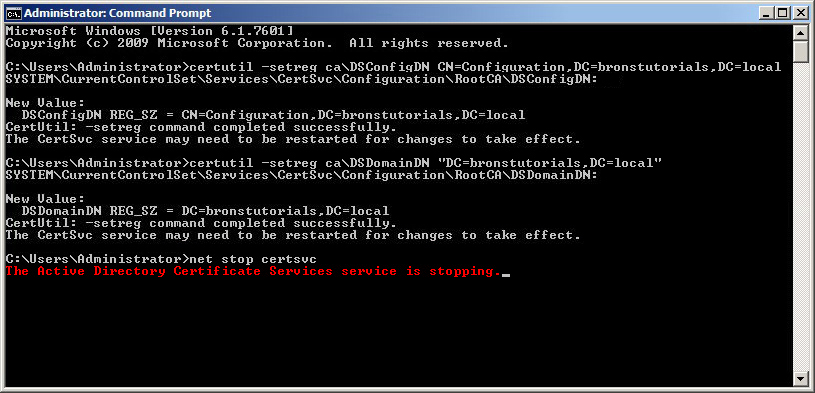 Administrator: Command Prompt
Microsoft Windows [Version 6.1.7601]
Copyright (c) 2009 Microsoft Corporation.  All rights reserved.
C:\Users\Administrator>certutil -setreg ca\DSConfigDN CN=Configuration,DC=bronstutorials,DC=local
SYSTEM\CurrentControlSet\Services\CertSvc\Configuration\RootCA\DSConfigDN:
New Value:
  DSConfigDN REG_SZ = CN=Configuration,DC=bronstutorials,DC=local
CertUtil: -setreg command completed successfully.
The CertSvc service may need to be restarted for changes to take effect.
C:\Users\Administrator>certutil -setreg ca\DSDomainDN "DC=bronstutorials,DC=local"
SYSTEM\CurrentControlSet\Services\CertSvc\Configuration\RootCA\DSDomainDN:
New Value:
  DSDomainDN REG_SZ = DC=bronstutorials,DC=local
CertUtil: -setreg command completed successfully.
The CertSvc service may need to be restarted for changes to take effect.
C:\Users\Administrator>net stop certsvc
The Active Directory Certificate Services service is stopping.